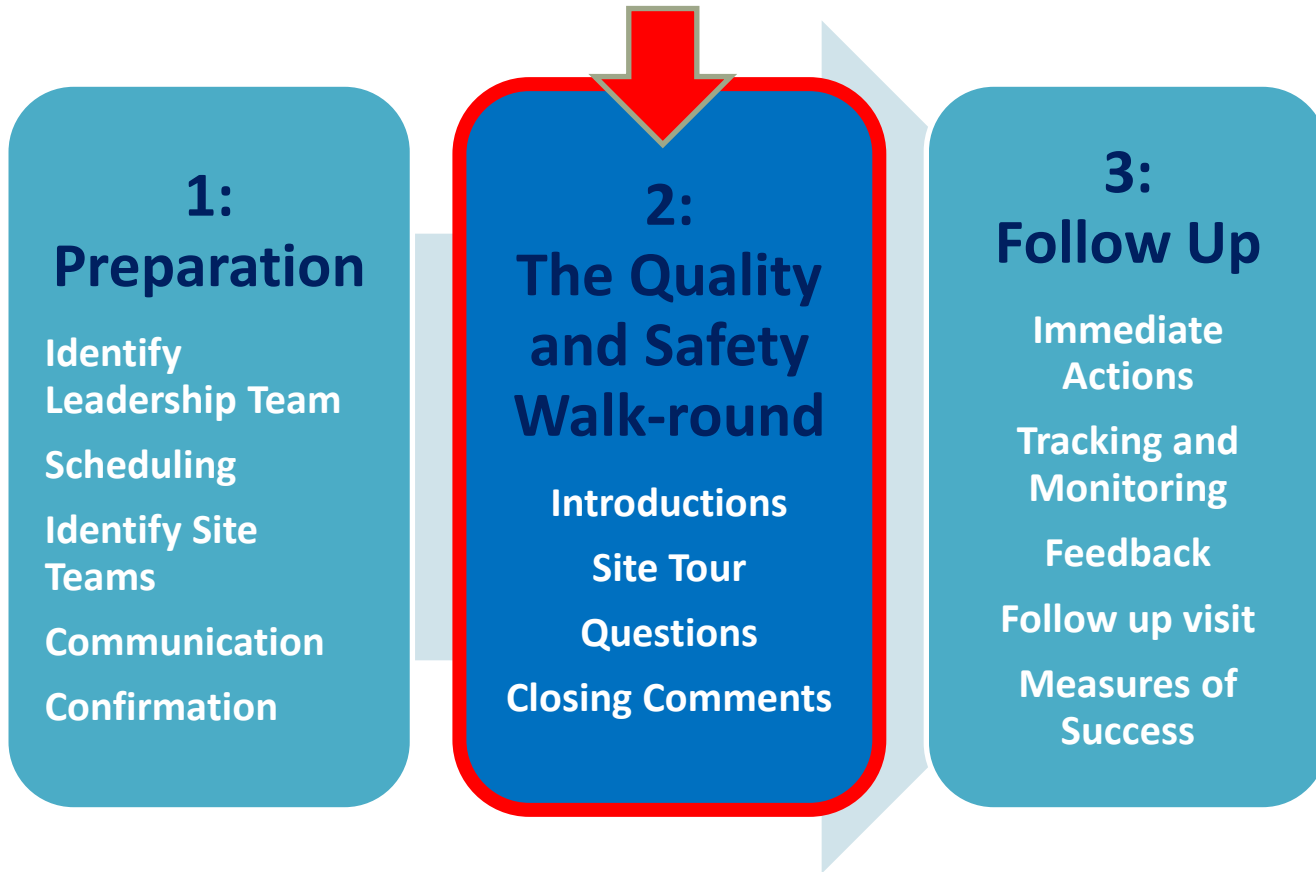 1:
Preparation
Identify
Leadership Team
Scheduling
Identify Site
Teams
Communication
Confirmation
2:
The Quality
and Safety
Walk-round
Introductions
Site Tour
Questions
Closing Comments
3:
Follow Up
Immediate
Actions
Tracking and
Monitoring
Feedback
Follow up visit
Measures of
Success